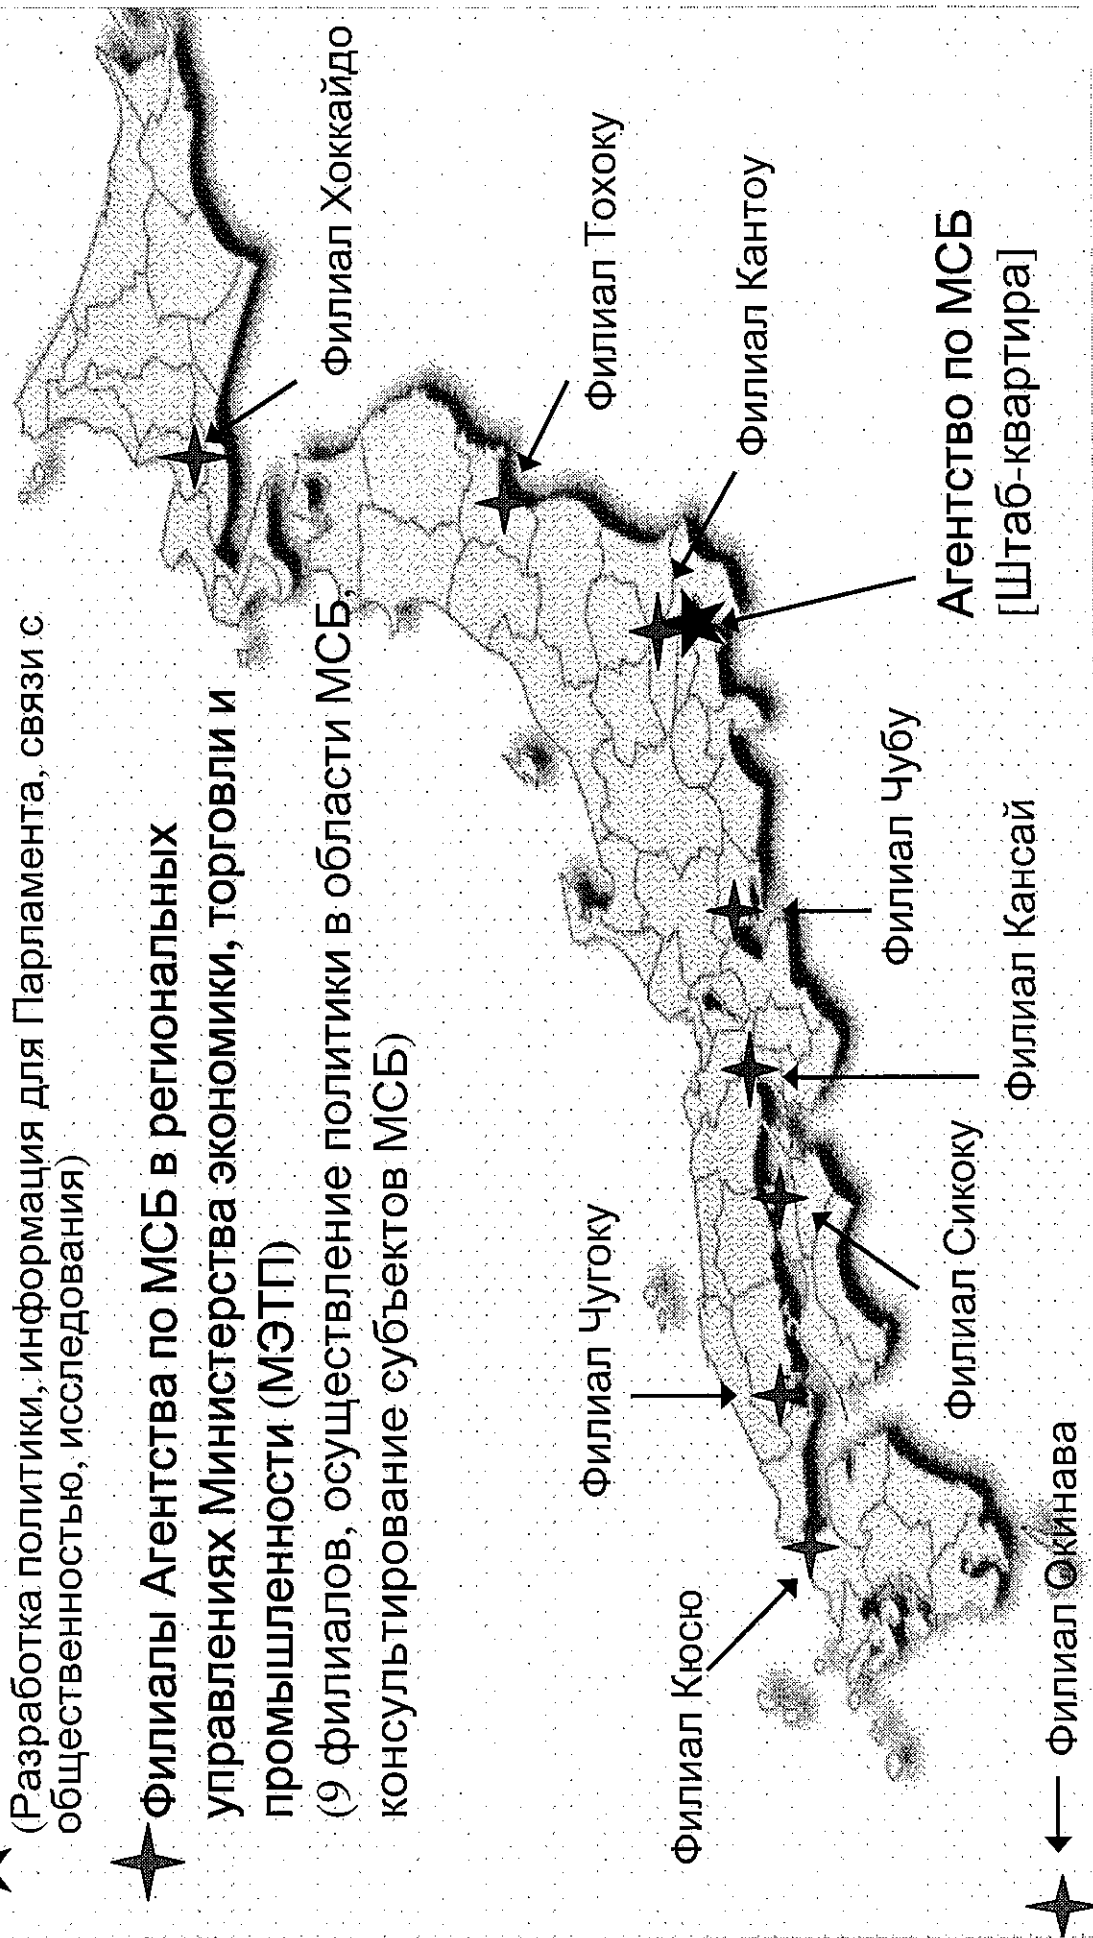 (Разработка политики, информация для Парламента, связи с
общественностью, исследования)
Филиалы Агентства по МСБ в региональных
управлениях Министерства экономики, торговли и
промышленности (МЭТП)
(9 филиалов, осуществление политики в области МСБ,
консультирование субъектов МСБ)
Филиал Хоккайдо
Филиал Тохоку
Филиал Кантоу
Агентство по МСБ
[Штаб-квартира]
Филиал Чубу
Филиал Кансай
Филиал Чугоку
Филиал Сикоку
Филиал Кюсю
Филиал Окинава